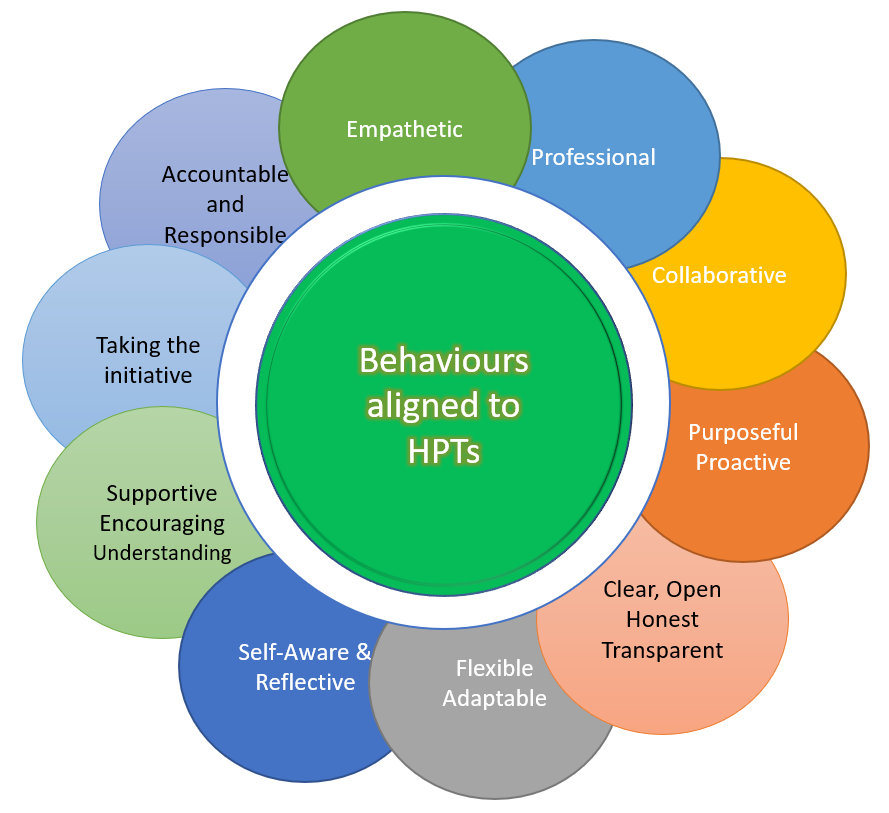 Empathetic
Professional
Collaborative
Purposeful
Proactive
Clear, Open
Honest
Transparent
Flexible
Adaptable
Self-Aware &
Reflective
Supportive
Encouraging
Understanding
Taking the
initiative
Accountable
and
Responsible
Behaviours
aligned to
HPTs